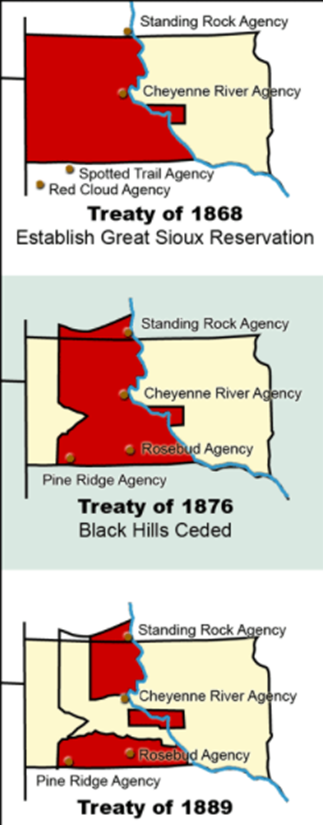 Standing Rock Agency
Cheyenne River Agency
Spotted Trail Agency
Red Cloud Agency
Treaty of 1868
Establish Great Sioux Reservation
Standing Rock Agency
Cheyenne River Agency
Rosebud Agency
Pine Ridge Agency
Treaty of 1876
Black Hills Ceded
Standing Rock Agency
Cheyenne River Agency
Rosebud Agency
Pine Ridge Agency
Treaty of 1889